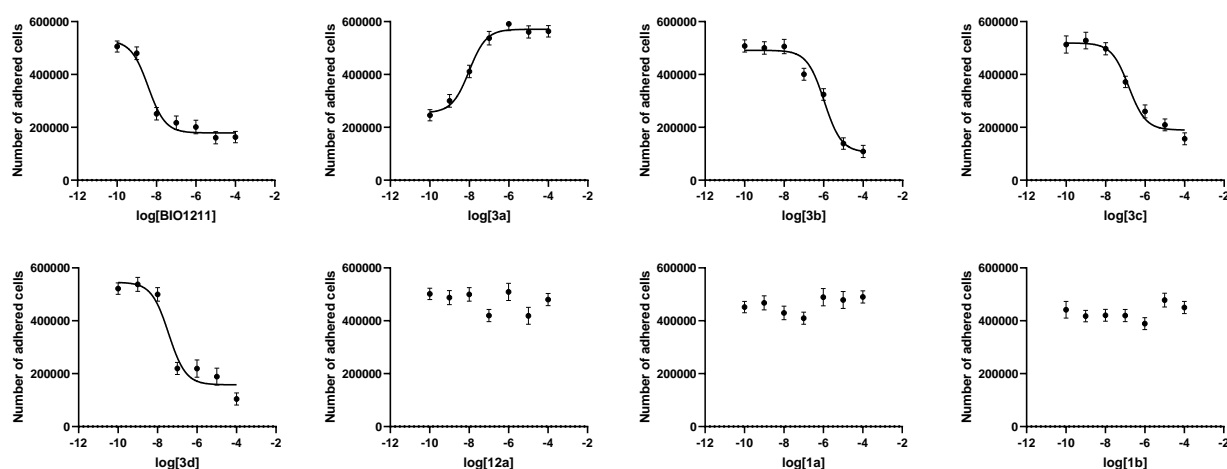 Number of adhered cells
600000
400000
200000
0
-12 -10 -8 -6 -4 -2
log[BIO1211]
Number of adhered cells
600000
400000
200000
0
-12 -10 -8 -6 -4 -2
log[3a]
Number of adhered cells
600000
400000
200000
0
-12 -10 -8 -6 -4 -2
log[3b]
Number of adhered cells
600000
400000
200000
0
-12 -10 -8 -6 -4 -2
log[3c]
Number of adhered cells
600000
400000
200000
0
-12 -10 -8 -6 -4 -2
log[3d]
Number of adhered cells
600000
400000
200000
0
-12 -10 -8 -6 -4 -2
log[12a]
Number of adhered cells
600000
400000
200000
0
-12 -10 -8 -6 -4 -2
log[1a]
Number of adhered cells
600000
400000
200000
0
-12 -10 -8 -6 -4 -2
log[1b]